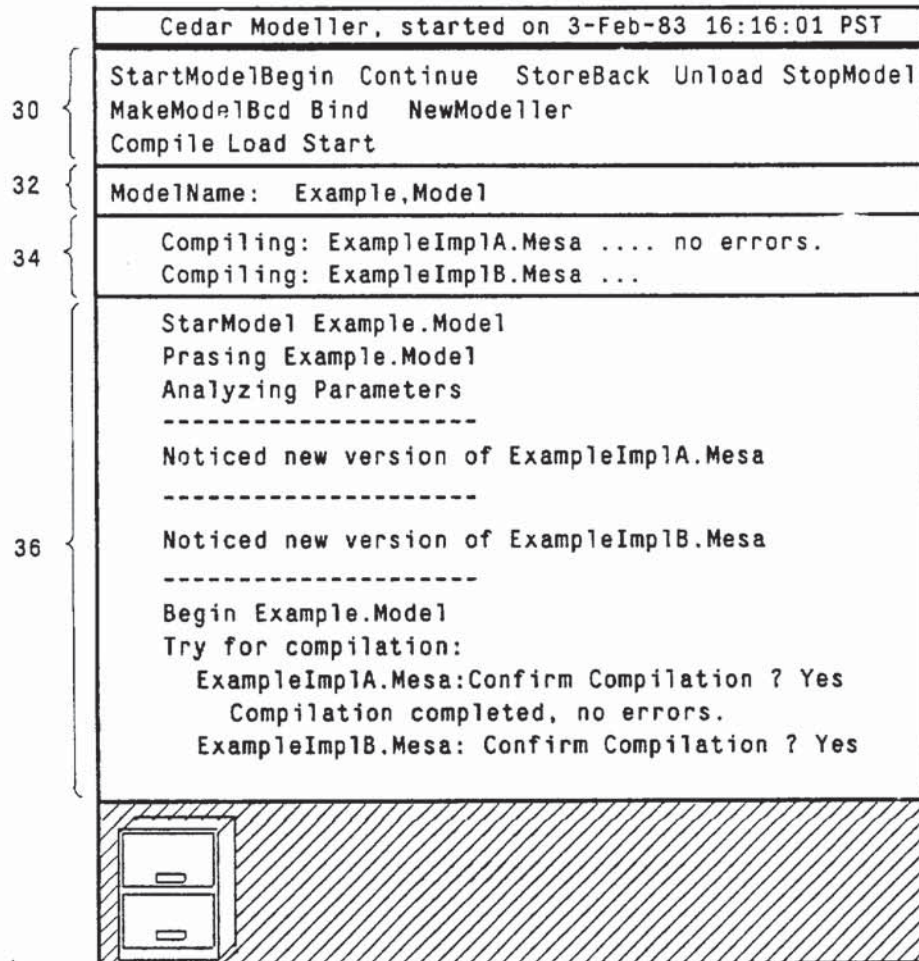 Cedar Modeller, started on 3-Feb-83 16:16:01 PST
StartModelBegin Continue StoreBack Unload StopModel
30
MakeModelBcd Bind NewModeller
Compile Load Start
32
ModelName: Example,Model
34
Compiling: ExampleImplA.Mesa .... no errors.
Compiling: ExampleImplB.Mesa ...
StarModel Example.Model
Prasing Example.Model
Analyzing Parameters
---------------------
Noticed new version of ExampleImplA.Mesa
---------------------
36
Noticed new version of ExampleImplB.Mesa
---------------------
Begin Example.Model
Try for compilation:
ExampleImplA.Mesa:Confirm Compilation ? Yes
Compilation completed, no errors.
ExampleImplB.Mesa: Confirm Compilation ? Yes